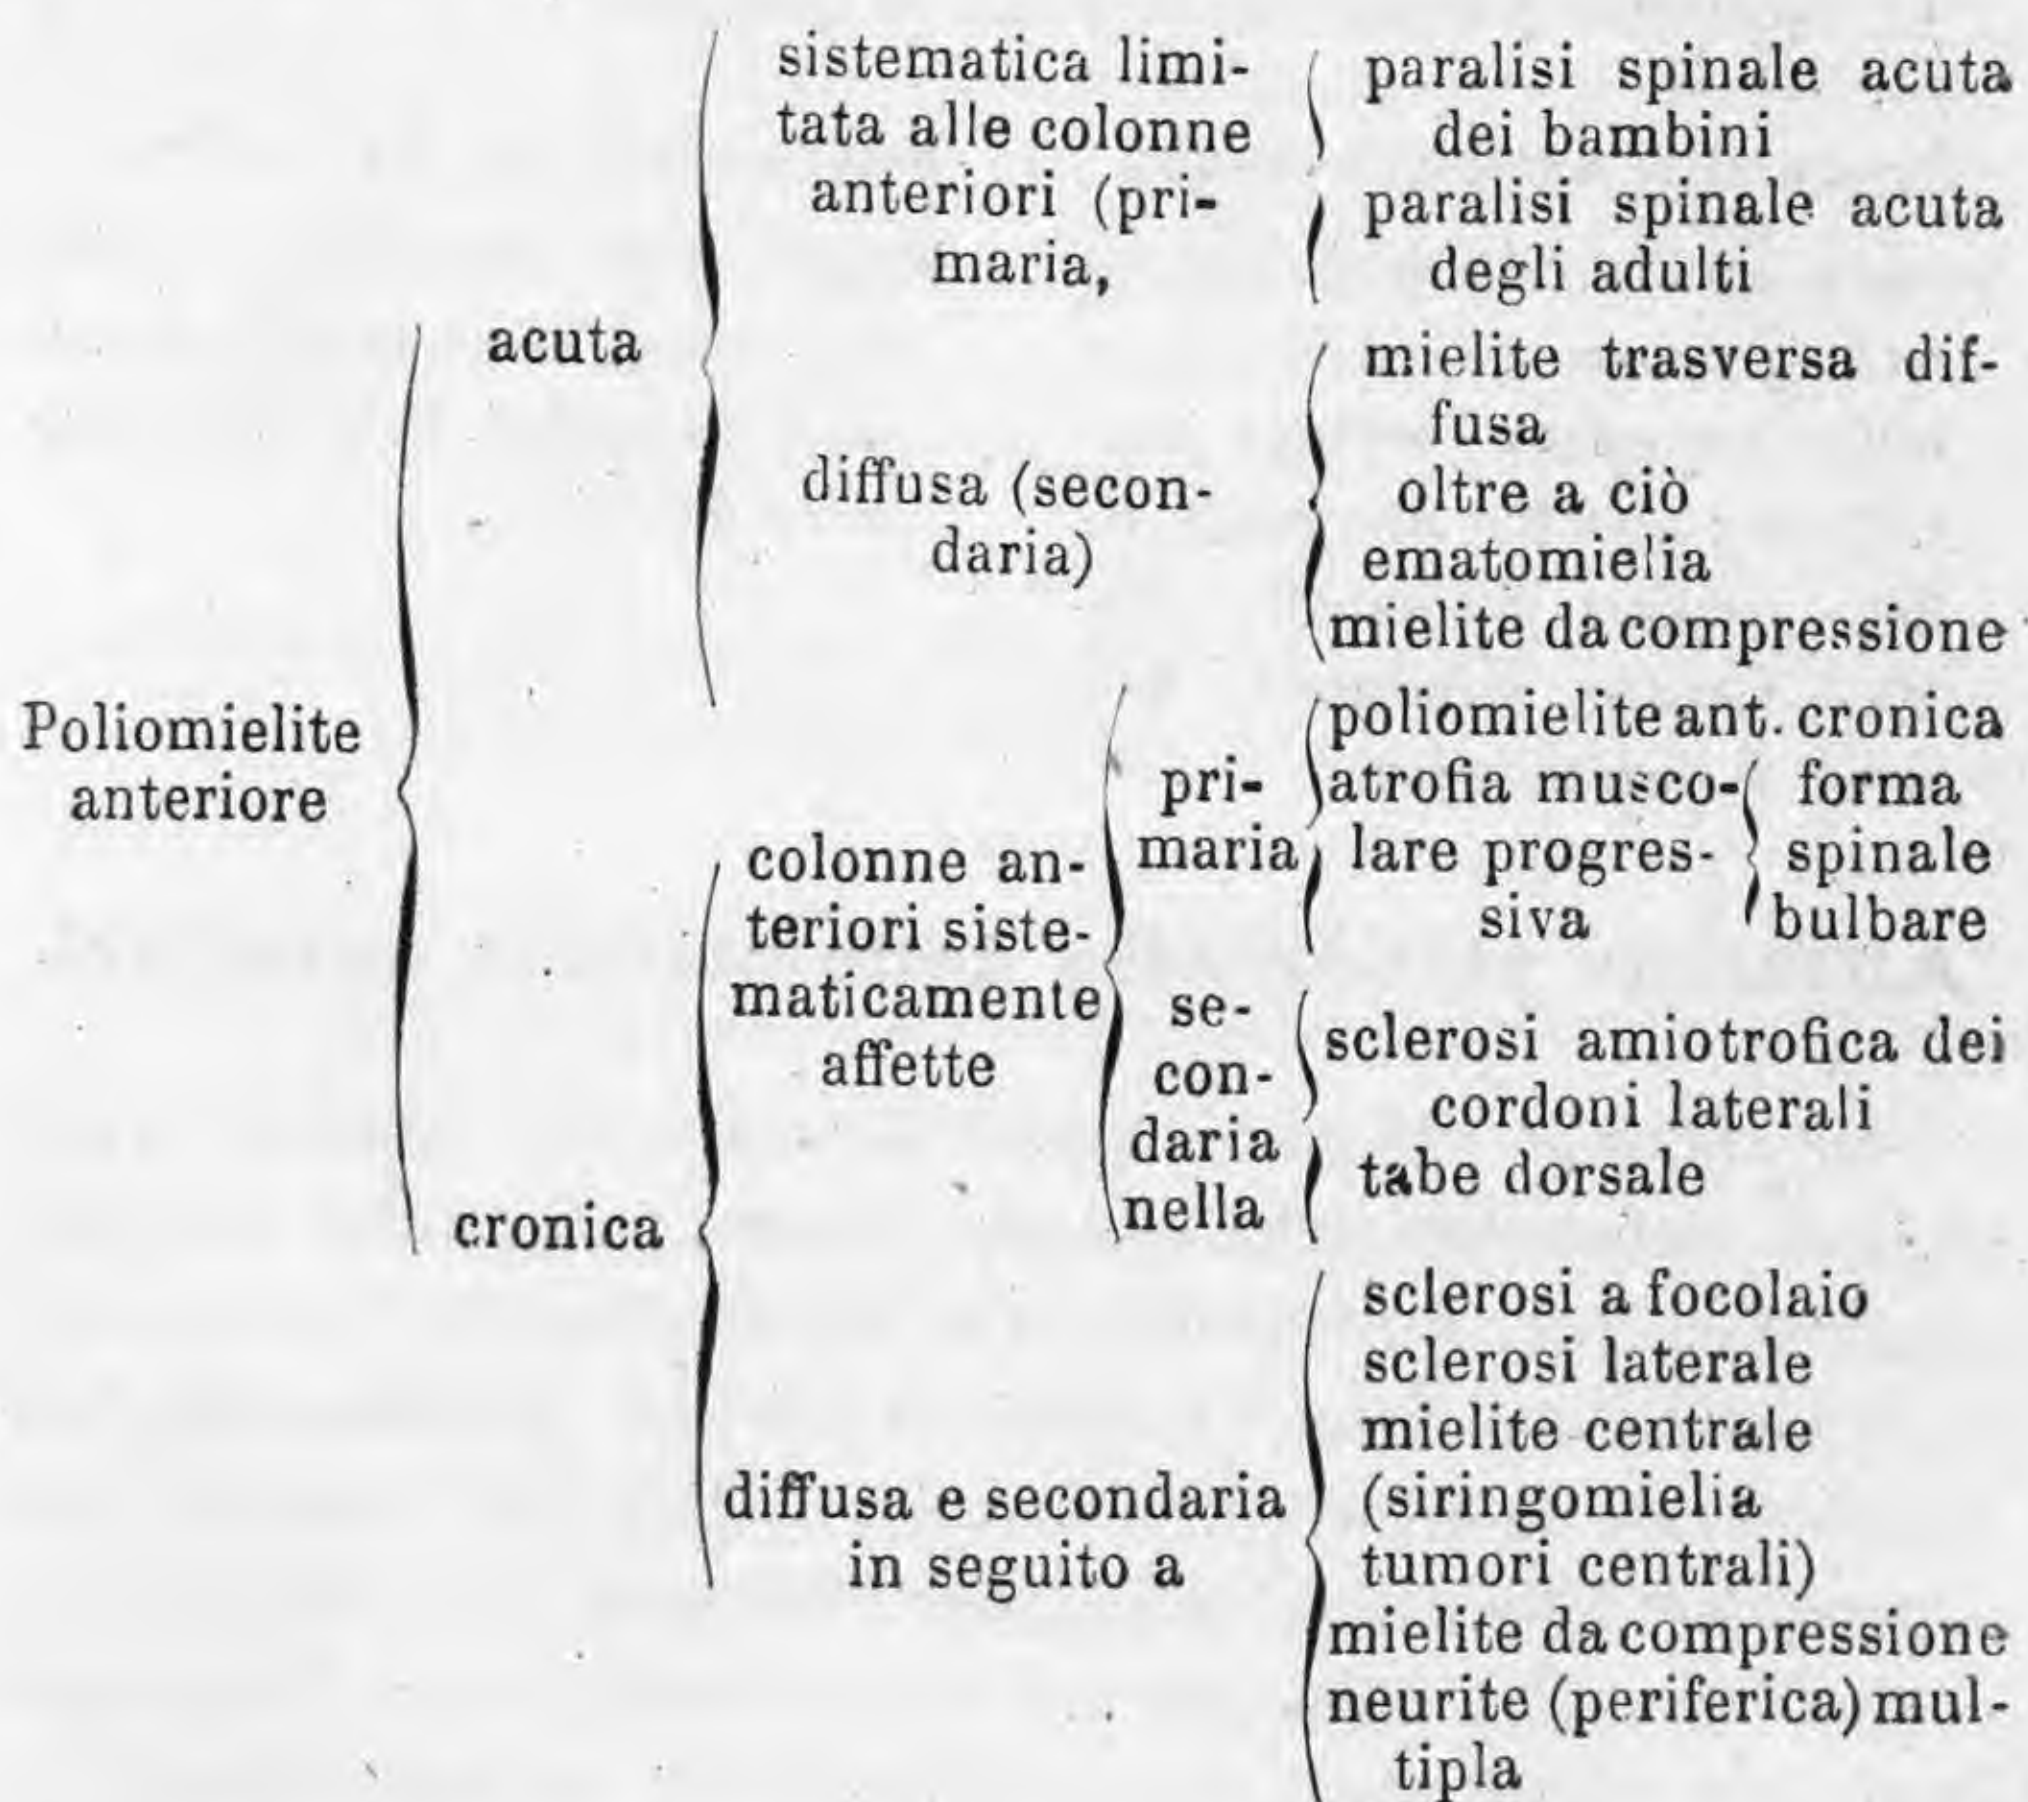 Poliomielite
anteriore
acuta
sistematica limi-
tata alle colonne
anteriori (pri-
maria,
paralisi spinale acuta
dei bambini
paralisi spinale acuta
degli adulti
diffusa (secon-
daria)
mielite trasversa dif-
fusa
oltre a ciò
ematomielia
mielite da compressione
cronica
colonne an-
teriori siste-
maticamente
affette
pri-
maria
poliomielite ant. cronica
atrofia musco-
lare progres-
siva
forma
spinale
bulbare
se-
con-
daria
nella
sclerosi amiotrofica dei
cordoni laterali
tabe dorsale
diffusa e secondaria
in seguito a
sclerosi a focolaio
sclerosi laterale
mielite centrale
(siringomielia
tumori centrali)
mielite da compressione
neurite (periferica) mul-
tipla